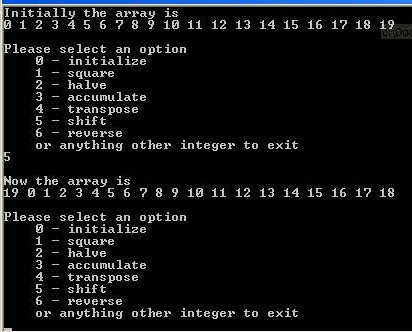 Initially the array is
0 1 2 3 4 5 6 7 8 9 10 11 12 13 14 15 16 17 18 19
Please select an option
0 - initialize
1 - square
2 - halve
3 - accumulate
4 - transpose
5 - shift
6 - reverse
or anything other integer to exit
5
Now the array is
19 0 1 2 3 4 5 6 7 8 9 10 11 12 13 14 15 16 17 18
Please select an option
0 - initialize
1 - square
2 - halve
3 - accumulate
4 - transpose
5 - shift
6 - reverse
or anything other integer to exit